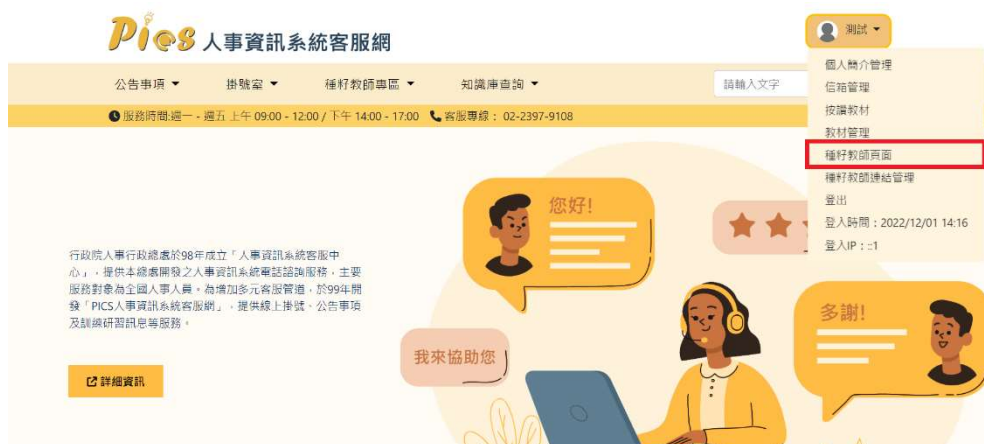 Pics 人事資訊系統客服網
測試
公告事項
掛號室
種籽教師專區
知識庫查詢
請輸入文字
服務時間:週一 - 週五 上午 09:00 - 12:00 / 下午 14:00 - 17:00 客服專線： 02-2397-9108
個人簡介管理
信箱管理
按讚教材
教材管理
種籽教師頁面
種籽教師連結管理
登出
登入時間：2022/12/01 14:16
登入IP：::1
您好!
行政院人事行政總處於98年成立「人事資訊系統客服中
心」，提供本總處開發之人事資訊系統電話諮詢服務，主要
服務對象為全國人事人員。為增加多元客服管道，於99年開
發「PICS人事資訊系統客服網」，提供線上掛號、公告事項
及訓練研習訊息等服務。
詳細資訊
我來協助您
多謝!